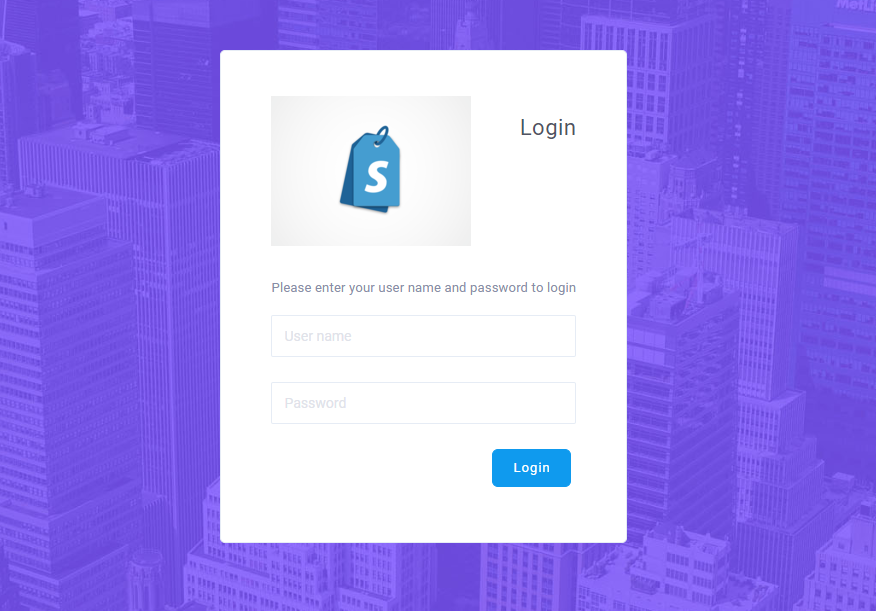 S
Login
Please enter your user name and password to login
User name
Password
Login